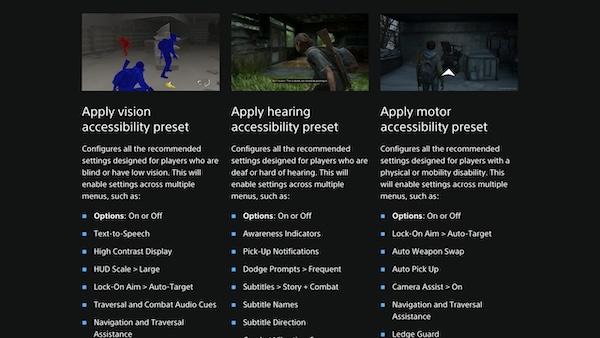 Apply vision
accessibility preset
Configures all the recommended
settings designed for players who are
blind or have low vision. This will
enable settings across multiple
menus, such as:
Options: On or Off
Text-to-Speech
High Contrast Display
HUD Scale > Large
Lock-On Aim > Auto-Target
Traversal and Combat Audio Cues
Navigation and Traversal
Assistance
Apply hearing
accessibility preset
Configures all the recommended
settings designed for players who are
deaf or hard of hearing. This will
enable settings across multiple
menus, such as:
Options: On or Off
Awareness Indicators
Pick-Up Notifications
Dodge Prompts > Frequent
Subtitles > Story + Combat
Subtitle Names
Subtitle Direction
Apply motor
accessibility preset
Configures all the recommended
settings designed for players with a
physical or mobility disability. This
will enable settings across multiple
menus, such as:
Options: On or Off
Lock-On Aim > Auto-Target
Auto Weapon Swap
Auto Pick Up
Camera Assist > On
Navigation and Traversal
Assistance
Ledge Guard